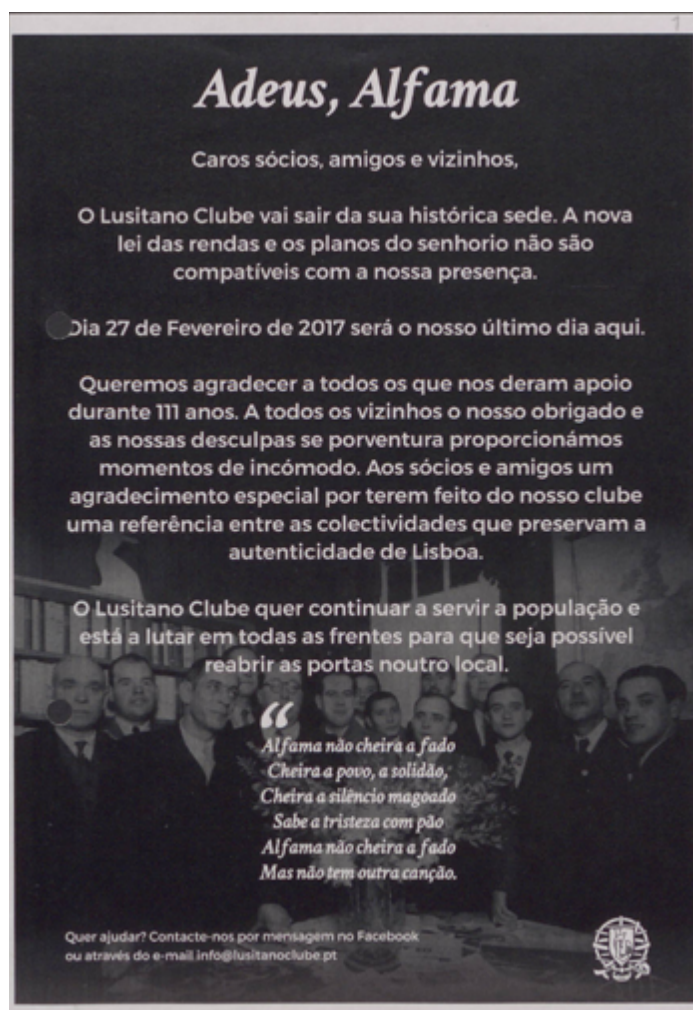 Adeus, Alfama
Caros sócios, amigos e vizinhos,
O Lusitano Clube vai sair da sua histórica sede. A nova
lei das rendas e os planos do senhorio não são
compatíveis com a nossa presença.
Dia 27 de Fevereiro de 2017 será o nosso último dia aqui.
Queremos agradecer a todos os que nos deram apoio
durante 111 anos. A todos os vizinhos o nosso obrigado e
as nossas desculpas se porventura proporcionámos
momentos de incómodo. Aos sócios e amigos um
agradecimento especial por terem feito do nosso clube
uma referência entre as colectividades que preservam a
autenticidade de Lisboa.
O Lusitano Clube quer continuar a servir a população e
está a lutar em todas as frentes para que seja possível
reabrir as portas noutro local.
“
Alfama não cheira a fado
Cheira a povo, a solidão,
Cheira a silêncio magoado
Sabe a tristeza com pão
Alfama não cheira a fado
Mas não tem outra canção.
Quer ajudar? Contacte-nos por mensagem no Facebook
ou através do e-mail info@lusitanoclube.pt